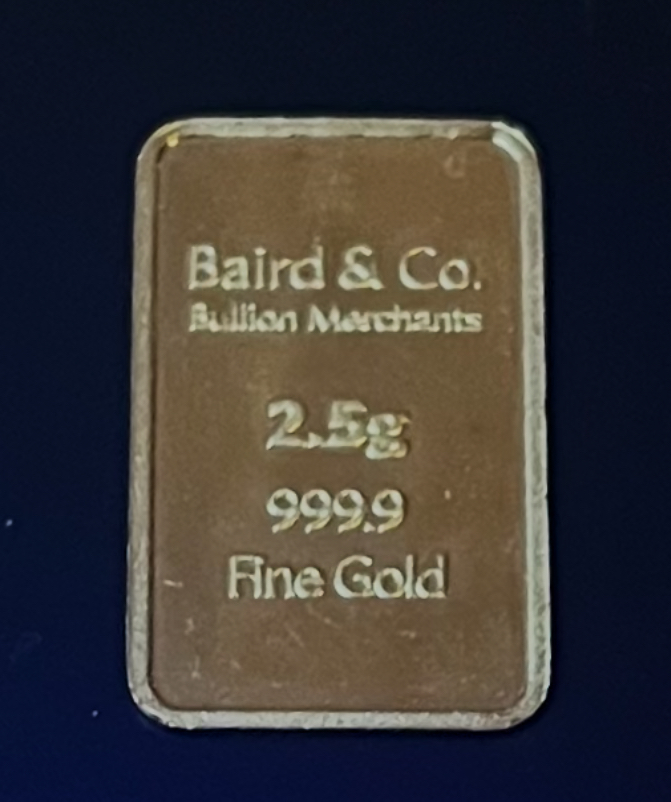 Baird & Co.
Bullion Merchants
2.5g
999.9
Fine Gold